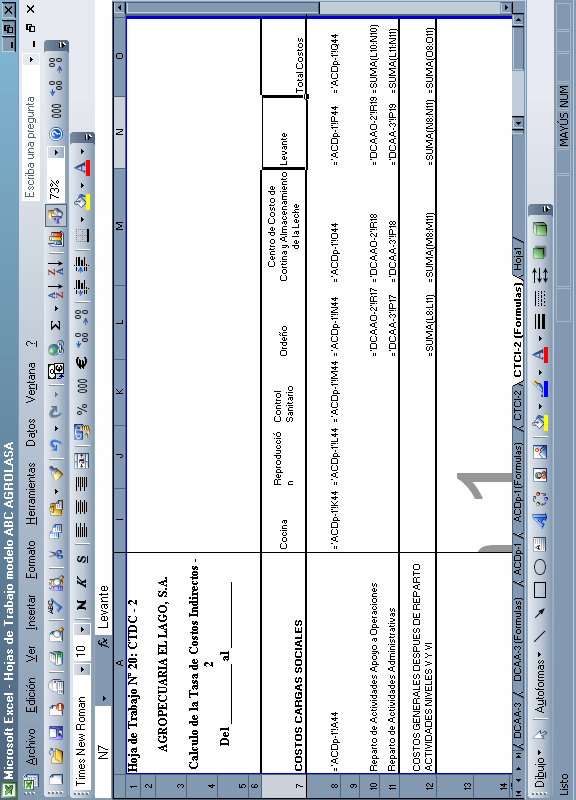 Microsoft Excel - Hojas de Trabajo modelo ABC AGROLASA
Archivo Edición Ver Insertar Formato Herramientas Datos Ventana ?
Escriba una pregunta
73%
Times New Roman 10 N K S
% 000 €
N7 fx Levante
A I J K L M N O
1 Hoja de Trabajo Nº 20: CTDC - 2
2
3 AGROPECUARIA EL LAGO, S.A.
4 Calculo de la Tasa de Costos Indirectos -
2
5 Del ________ al ________
6
7 COSTOS CARGAS SOCIALES Cocina Reproducció
n Control
Sanitario Ordeño Centro de Costo de
Cortina y Almacenamiento
de la Leche Levante Total Costos
8 ='ACDp-1'!A44 ='ACDp-1'!K44 ='ACDp-1'!L44 ='ACDp-1'!M44 ='ACDp-1'!N44 ='ACDp-1'!O44 ='ACDp-1'!P44 ='ACDp-1'!Q44
10 Reparto de Actividades Apoyo a Operaciones ='DCAAO-2'!R17 ='DCAAO-2'!R18 ='DCAAO-2'!R19 =SUMA(L10:N10)
11 Reparto de Actividades Administrativas ='DCAA-3'!P17 ='DCAA-3'!P18 ='DCAA-3'!P19 =SUMA(L11:N11)
COSTOS GENERALES DESPUES DE REPARTO
12 ACTIVIDADES NIVELES V Y VI =SUMA(L8:L11) =SUMA(M8:M11) =SUMA(N8:N11) =SUMA(O8:O11)
13
14
DCAA-3 DCAA-3 (Formulas) ACDp-1 ACDp-1 (Formulas) CTCI-2 CTCI-2 (Formulas) Hoja1
Dibujo Autoformas
Listo MAYÚS NUM